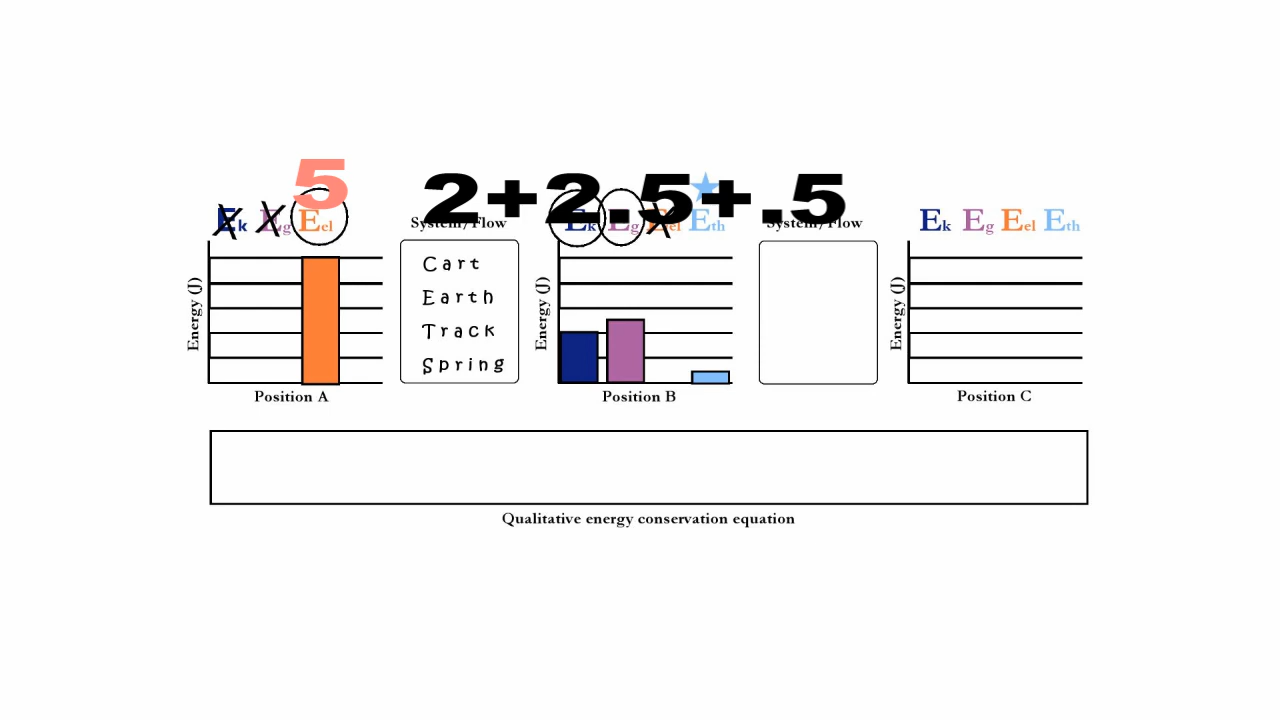 5
2+2.5+.5
Ek Eg Eel
System/Flow
Ek Eg Eel Eth
System/Flow
Ek Eg Eel Eth
Energy (J)
Cart
Earth
Track
Spring
Energy (J)
Energy (J)
Position A
Position B
Position C
Qualitative energy conservation equation